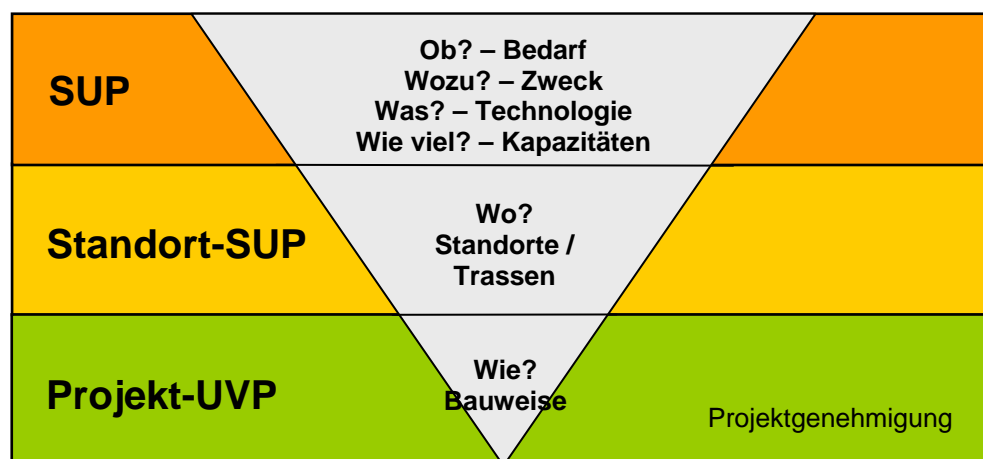 SUP
Ob? – Bedarf
Wozu? – Zweck
Was? – Technologie
Wie viel? – Kapazitäten
Standort-SUP
Wo?
Standorte /
Trassen
Projekt-UVP
Wie?
Bauweise
Projektgenehmigung